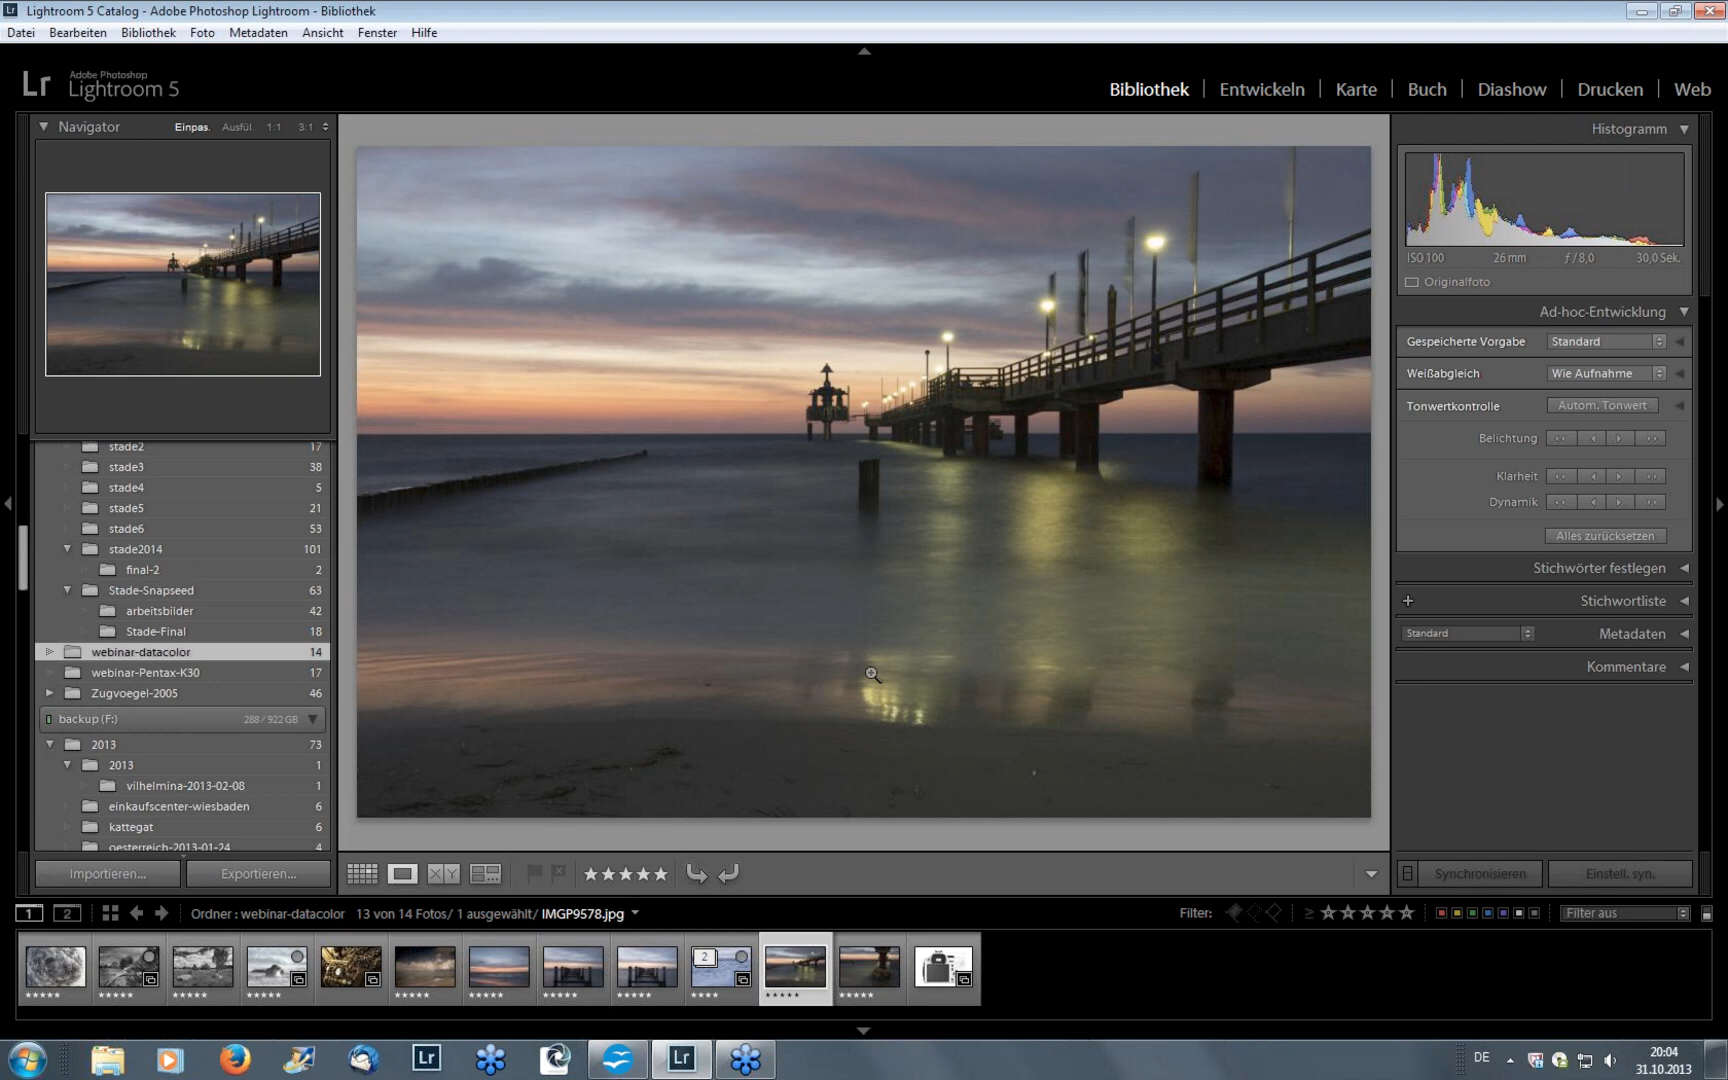 Lightroom 5 Catalog - Adobe Photoshop Lightroom - Bibliothek
Datei Bearbeiten Bibliothek Foto Metadaten Ansicht Fenster Hilfe
Lr Adobe Photoshop
Lightroom 5
Bibliothek | Entwickeln | Karte | Buch | Diashow | Drucken | Web
Navigator Einpas. Ausfül. 1:1 3:1
stade2 17
stade3 38
stade4 5
stade5 21
stade6 53
stade2014 101
final-2 2
Stade-Snapseed 63
arbeitsbilder 42
Stade-Final 18
webinar-datacolor 14
webinar-Pentax-K30 17
Zugvoegel-2005 46
backup (F:) 288 / 922 GB
2013 73
2013 1
vilhelmina-2013-02-08 1
einkaufscenter-wiesbaden 6
kattegat 6
oesterreich-2013-01-24 4
Importieren... Exportieren...
Histogramm
ISO 100 26 mm ƒ / 8,0 30,0 Sek.
Originalfoto
Ad-hoc-Entwicklung
Gespeicherte Vorgabe Standard
Weißabgleich Wie Aufnahme
Tonwertkontrolle Autom. Tonwert
Belichtung
Klarheit
Dynamik
Alles zurücksetzen
Stichwörter festlegen
+ Stichwortliste
Standard Metadaten
Kommentare
Synchronisieren Einstell. syn.
X Y
1 2 Ordner : webinar-datacolor 13 von 14 Fotos/ 1 ausgewählt/ IMGP9578.jpg Filter: ≥ Filter aus
2
Lr Lr DE 20:04
31.10.2013